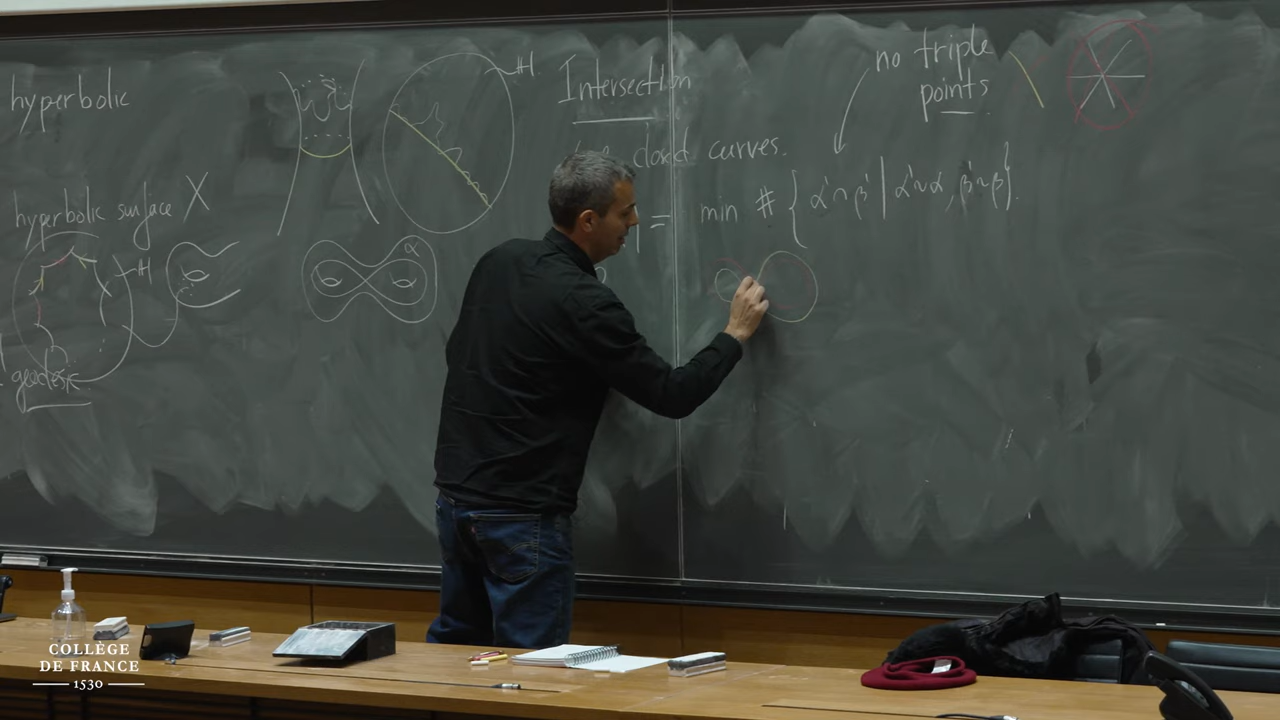 hyperbolic
hyperbolic surface X
geodesic
α
Intersection
closed curves.
= min # { α' ∩ β' | α' ~ α, β' ~ β }.
no triple
points
COLLÈGE
DE FRANCE
1530